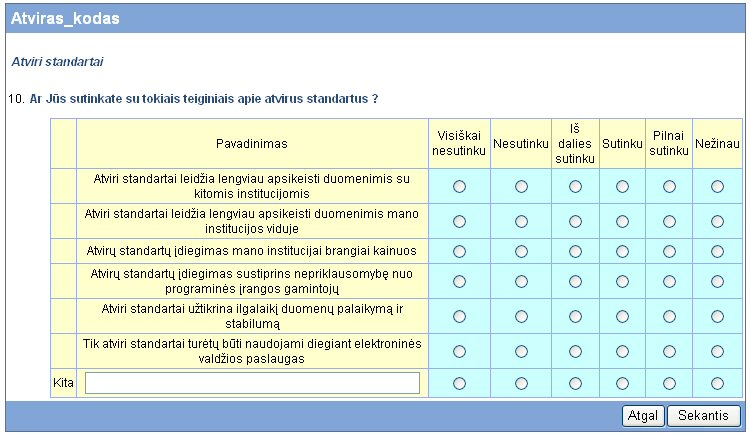 Atviras_kodas
Atviri standartai
10. Ar Jūs sutinkate su tokiais teiginiais apie atvirus standartus ?
Pavadinimas
Visiškai
nesutinku
Nesutinku
Iš
dalies
sutinku
Sutinku
Pilnai
sutinku
Nežinau
Atviri standartai leidžia lengviau apsikeisti duomenimis su
kitomis institucijomis
Atviri standartai leidžia lengviau apsikeisti duomenimis mano
institucijos viduje
Atvirų standartų įdiegimas mano institucijai brangiai kainuos
Atvirų standartų įdiegimas sustiprins nepriklausomybę nuo
programinės įrangos gamintojų
Atviri standartai užtikrina ilgalaikį duomenų palaikymą ir
stabilumą
Tik atviri standartai turėtų būti naudojami diegiant elektroninės
valdžios paslaugas
Kita
Atgal
Sekantis